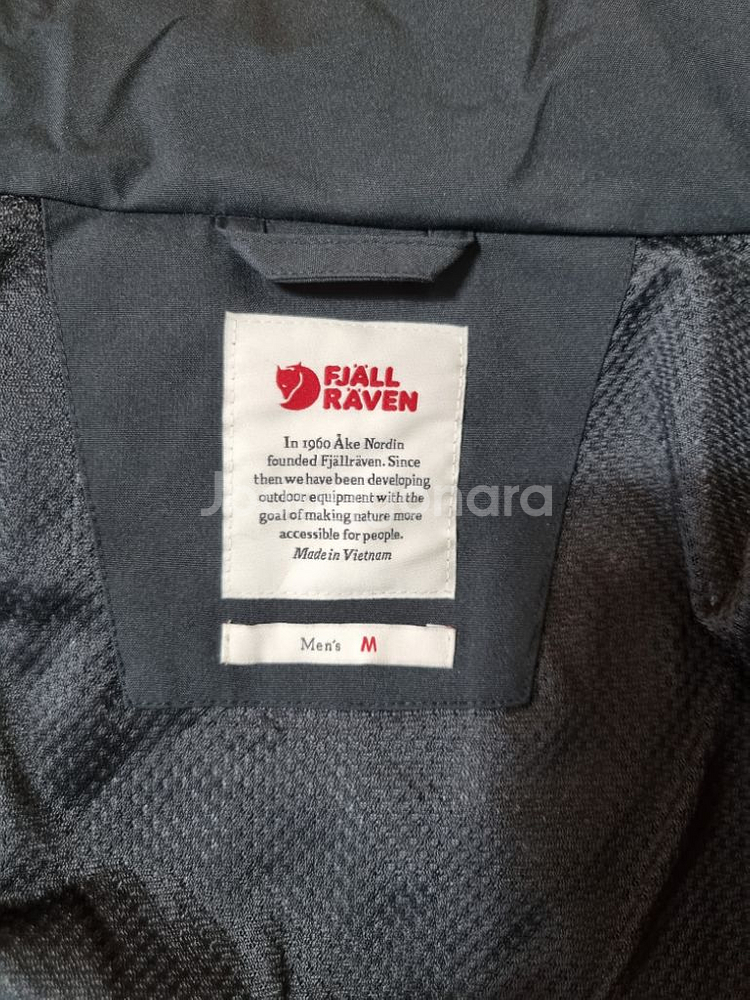 FJÄLL
RÄVEN
In 1960 Åke Nordin
founded Fjällräven. Since
then we have been developing
outdoor equipment with the
goal of making nature more
accessible for people.
Made in Vietnam
Men's M